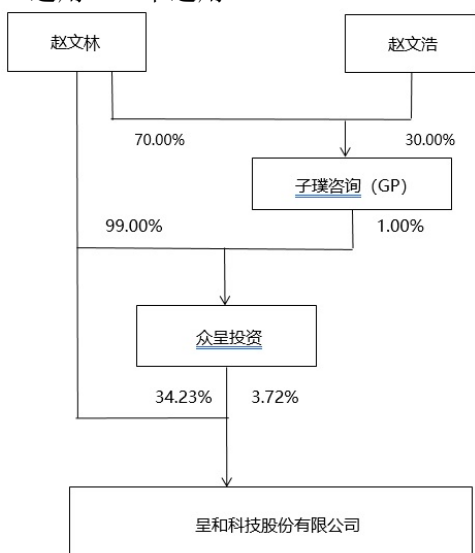 赵文林
赵文浩
70.00%
30.00%
子璞咨询（GP）
99.00%
1.00%
众呈投资
34.23%
3.72%
呈和科技股份有限公司